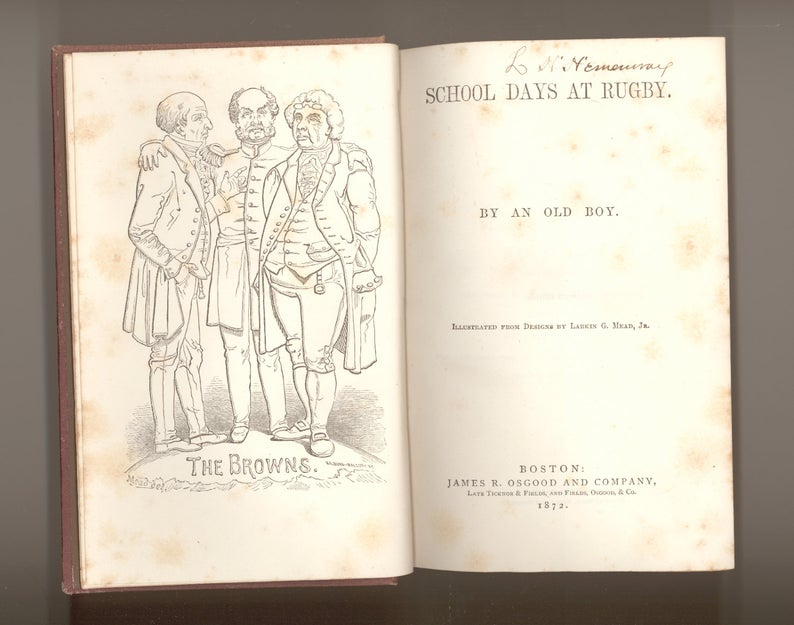 THE BROWNS.
L H Hemenway
SCHOOL DAYS AT RUGBY.
BY AN OLD BOY.
Illustrated from Designs by Larkin G. Mead, Jr.
BOSTON:
JAMES R. OSGOOD AND COMPANY,
Late Ticknor & Fields, and Fields, Osgood, & Co.
1872.